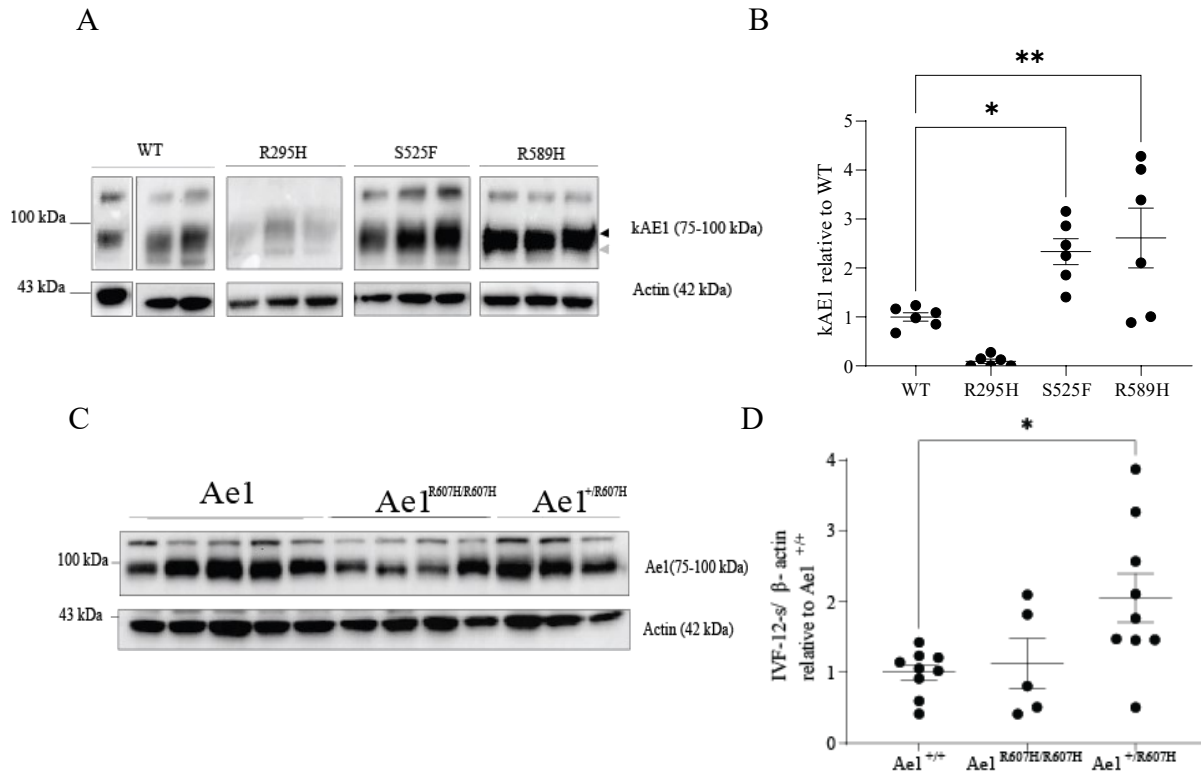 A
WT R295H S525F R589H
100 kDa
kAE1 (75-100 kDa)
43 kDa
Actin (42 kDa)
B
**
*
5
4
3
2
1
0
kAE1 relative to WT
WT R295H S525F R589H
C
Ae1 Ae1 R607H/R607H Ae1 +/R607H
100 kDa
Ae1(75-100 kDa)
43 kDa
Actin (42 kDa)
D
*
4
3
2
1
0
IVF-12-s/ β- actin
relative to Ae1 +/+
Ae1 +/+ Ae1 R607H/R607H Ae1 +/R607H